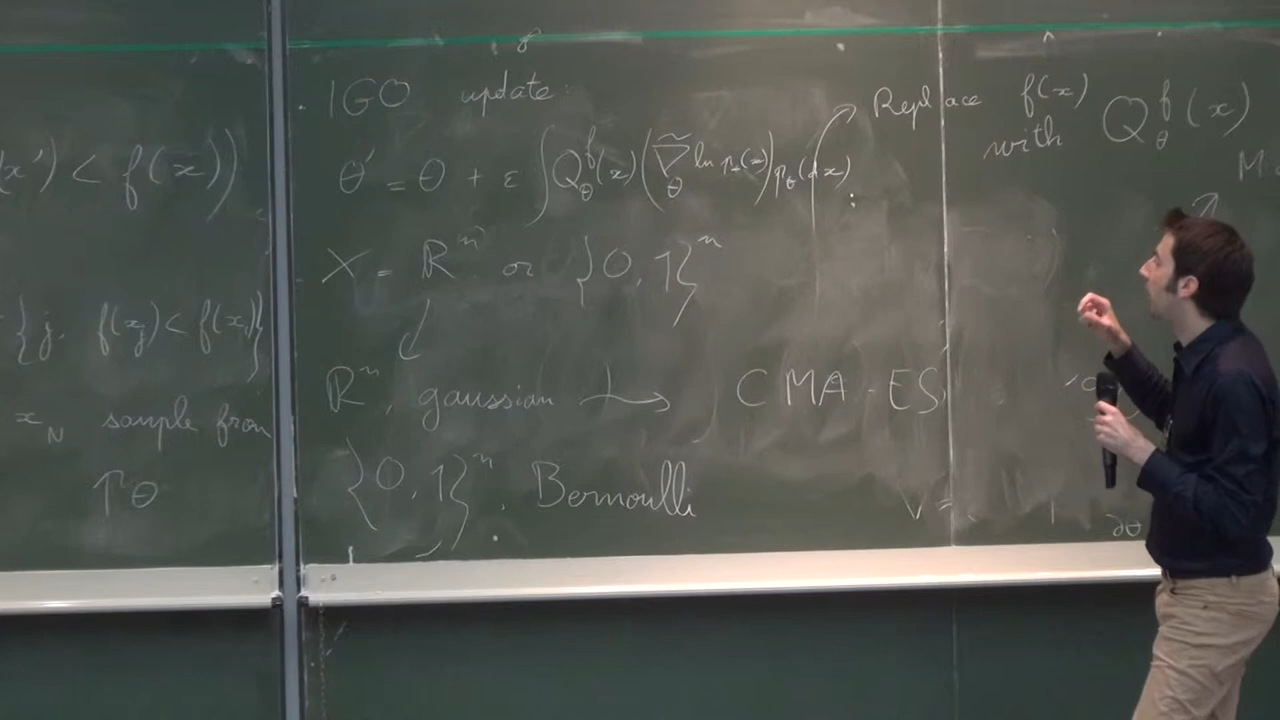 (x') < f(x))
{j, f(x_j) < f(x_i)}
x_N sample from
P_θ
. IGO update:
θ' = θ + ε ∫ Q_θ^f(x) (∇̃_θ ln p_θ(x)) p_θ(dx)
X = R^n or {0,1}^n
R^n, gaussian → CMA-ES
{0,1}^n. Bernoulli
Replace f(x)
with Q_θ^f(x)
V =
∂θ